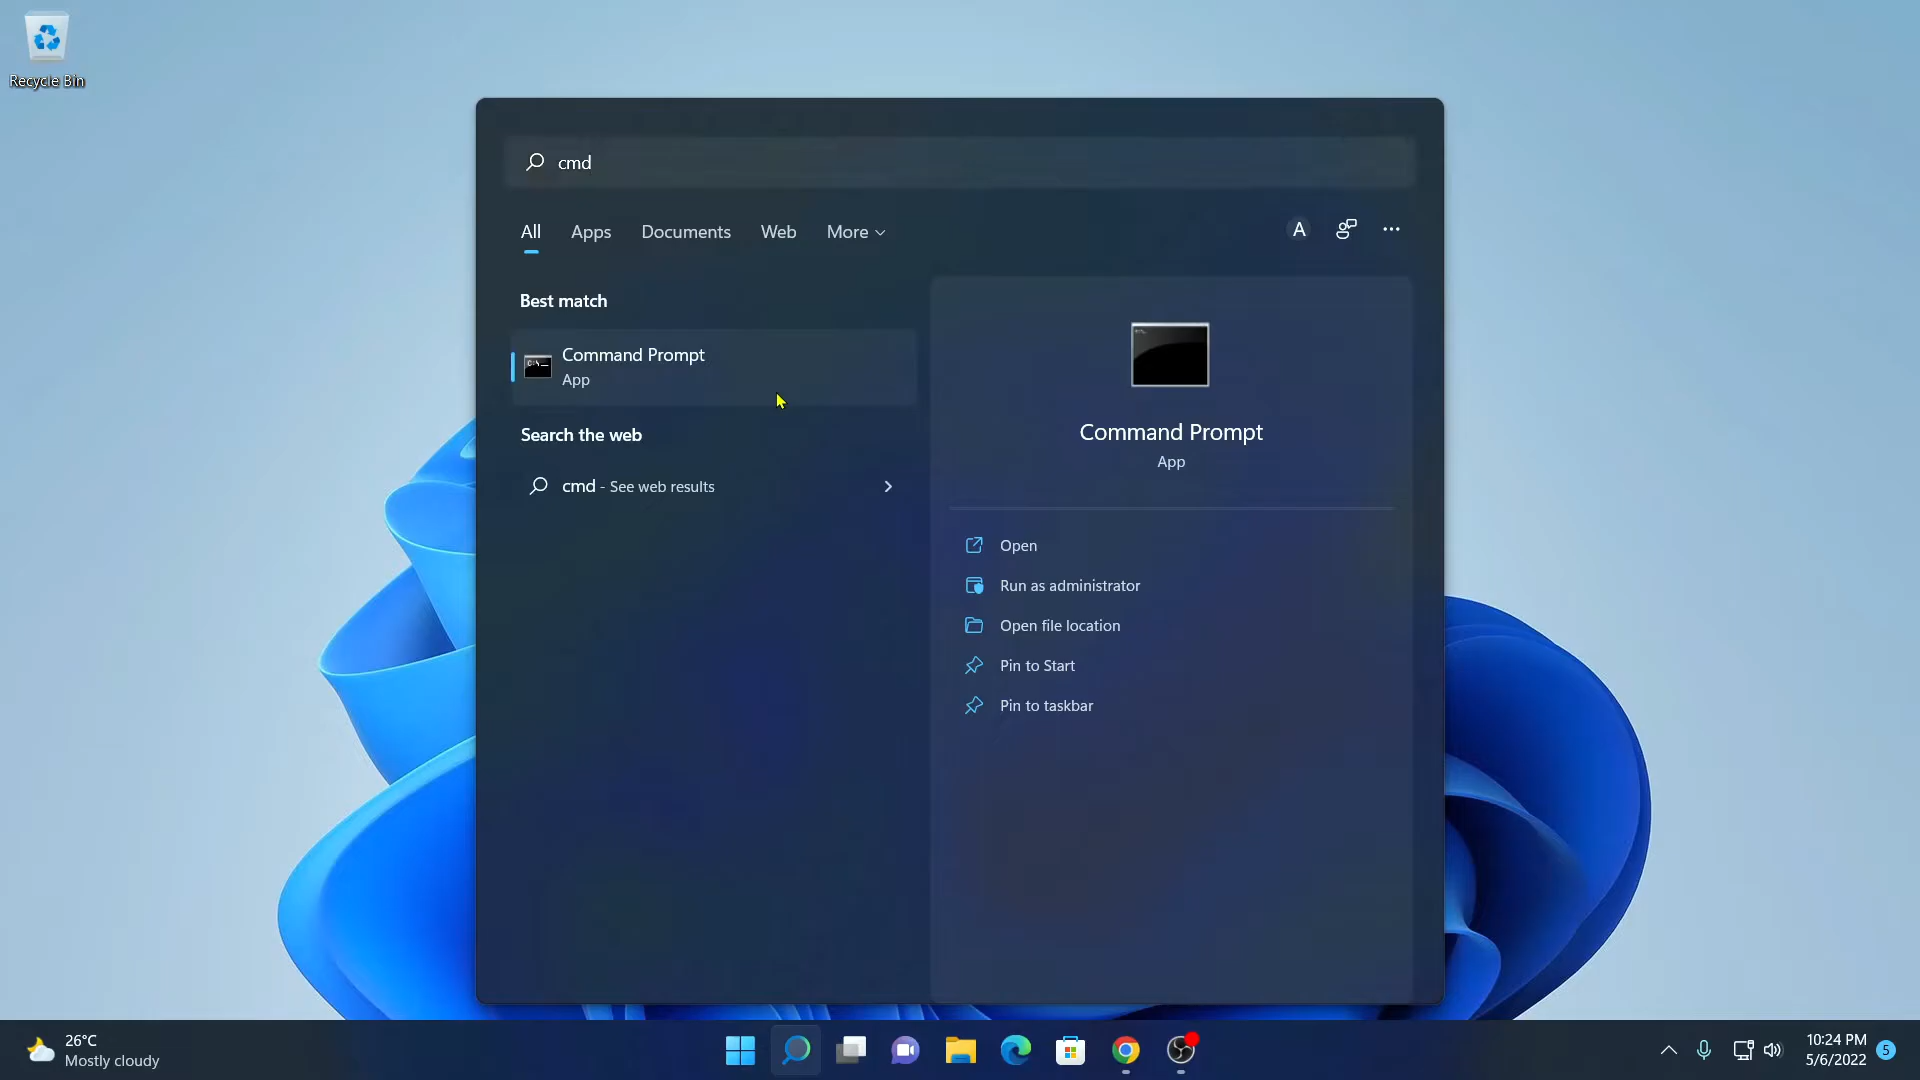 Recycle Bin
cmd
All Apps Documents Web More
A
Best match
Command Prompt
App
Search the web
cmd - See web results
Command Prompt
App
Open
Run as administrator
Open file location
Pin to Start
Pin to taskbar
26°C
Mostly cloudy
10:24 PM
5/6/2022
5